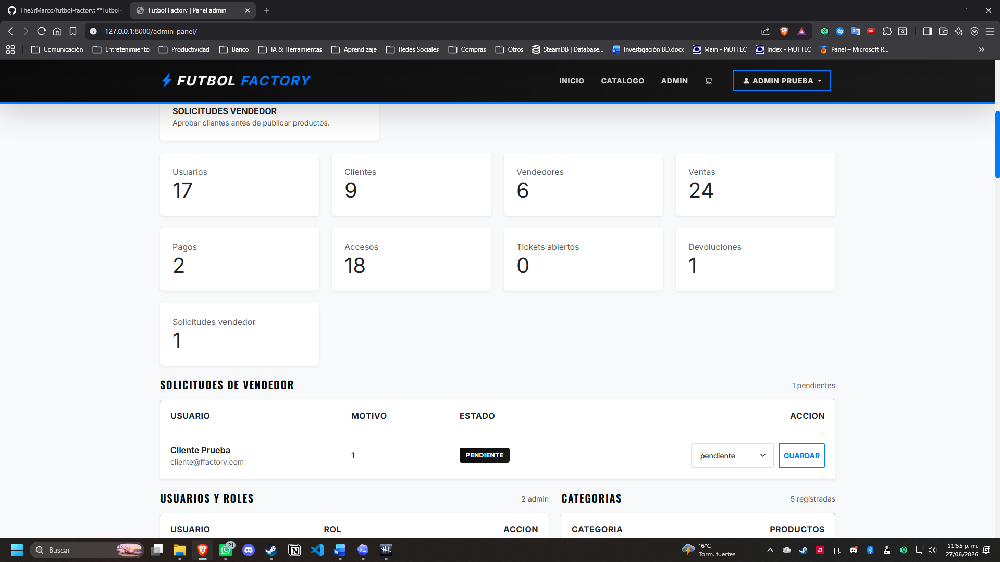 TheSrMarco/futbol-factory: **Futbol-
Futbol Factory | Panel admin
127.0.0.1:8000/admin-panel/
Comunicación
Entretenimiento
Productividad
Banco
IA & Herramientas
Aprendizaje
Redes Sociales
Compras
Otros
SteamDB | Database...
Investigación BD.docx
Main - PiUTTEC
Index - PiUTTEC
Panel – Microsoft R...
FUTBOL FACTORY
INICIO
CATALOGO
ADMIN
ADMIN PRUEBA
SOLICITUDES VENDEDOR
Aprobar clientes antes de publicar productos.
Usuarios
17
Clientes
9
Vendedores
6
Ventas
24
Pagos
2
Accesos
18
Tickets abiertos
0
Devoluciones
1
Solicitudes vendedor
1
SOLICITUDES DE VENDEDOR
1 pendientes
USUARIO
MOTIVO
ESTADO
ACCION
Cliente Prueba
cliente@ffactory.com
1
PENDIENTE
pendiente
GUARDAR
USUARIOS Y ROLES
2 admin
CATEGORIAS
5 registradas
USUARIO
ROL
ACCION
CATEGORIA
PRODUCTOS
Buscar
21
16°C
Torm. fuertes
11:55 p. m.
27/06/2026